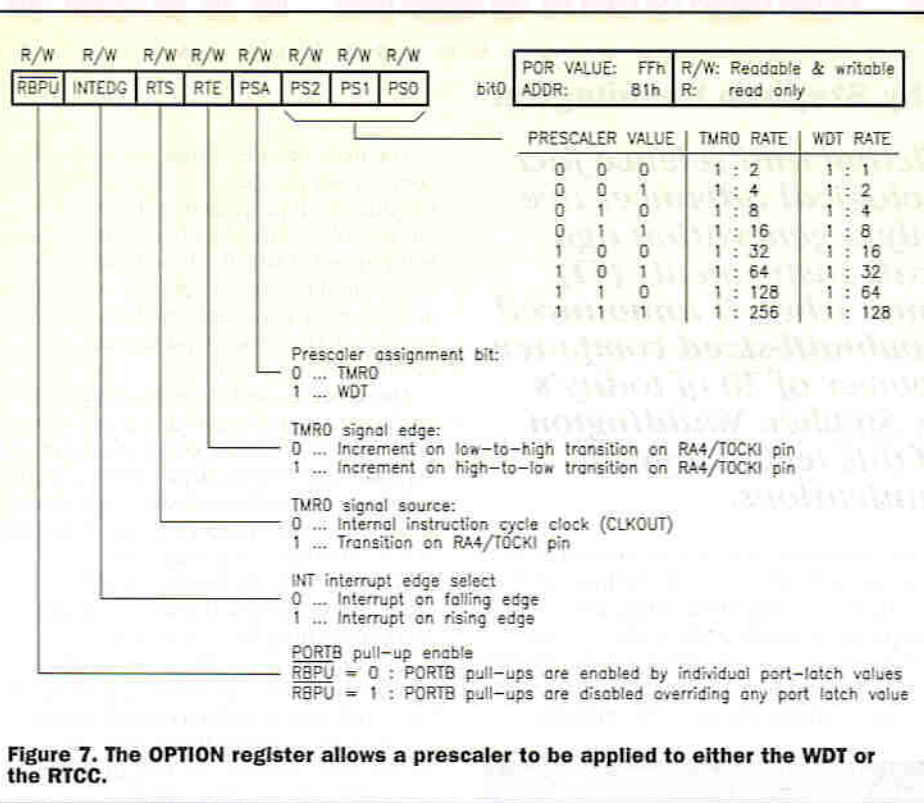 R/W R/W R/W R/W R/W R/W R/W R/W
RBPU INTEDG RTS RTE PSA PS2 PS1 PS0 bit0
POR VALUE: FFh R/W: Readable & writable
ADDR: 81h R: read only
PRESCALER VALUE TMR0 RATE WDT RATE
0 0 0 1 : 2 1 : 1
0 0 1 1 : 4 1 : 2
0 1 0 1 : 8 1 : 4
0 1 1 1 : 16 1 : 8
1 0 0 1 : 32 1 : 16
1 0 1 1 : 64 1 : 32
1 1 0 1 : 128 1 : 64
1 1 1 1 : 256 1 : 128
Prescaler assignment bit:
0 ... TMR0
1 ... WDT
TMR0 signal edge:
0 ... Increment on low-to-high transition on RA4/TOCKI pin
1 ... Increment on high-to-low transition on RA4/TOCKI pin
TMR0 signal source:
0 ... Internal instruction cycle clock (CLKOUT)
1 ... Transition on RA4/TOCKI pin
INT interrupt edge select
0 ... Interrupt on falling edge
1 ... Interrupt on rising edge
PORTB pull-up enable
RBPU = 0 : PORTB pull-ups are enabled by individual port-latch values
RBPU = 1 : PORTB pull-ups are disabled overriding any port latch value
Figure 7. The OPTION register allows a prescaler to be applied to either the WDT or
the RTCC.